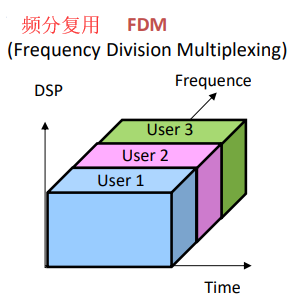 频分复用 FDM
(Frequency Division Multiplexing)
Frequence
DSP
User 3
User 2
User 1
Time